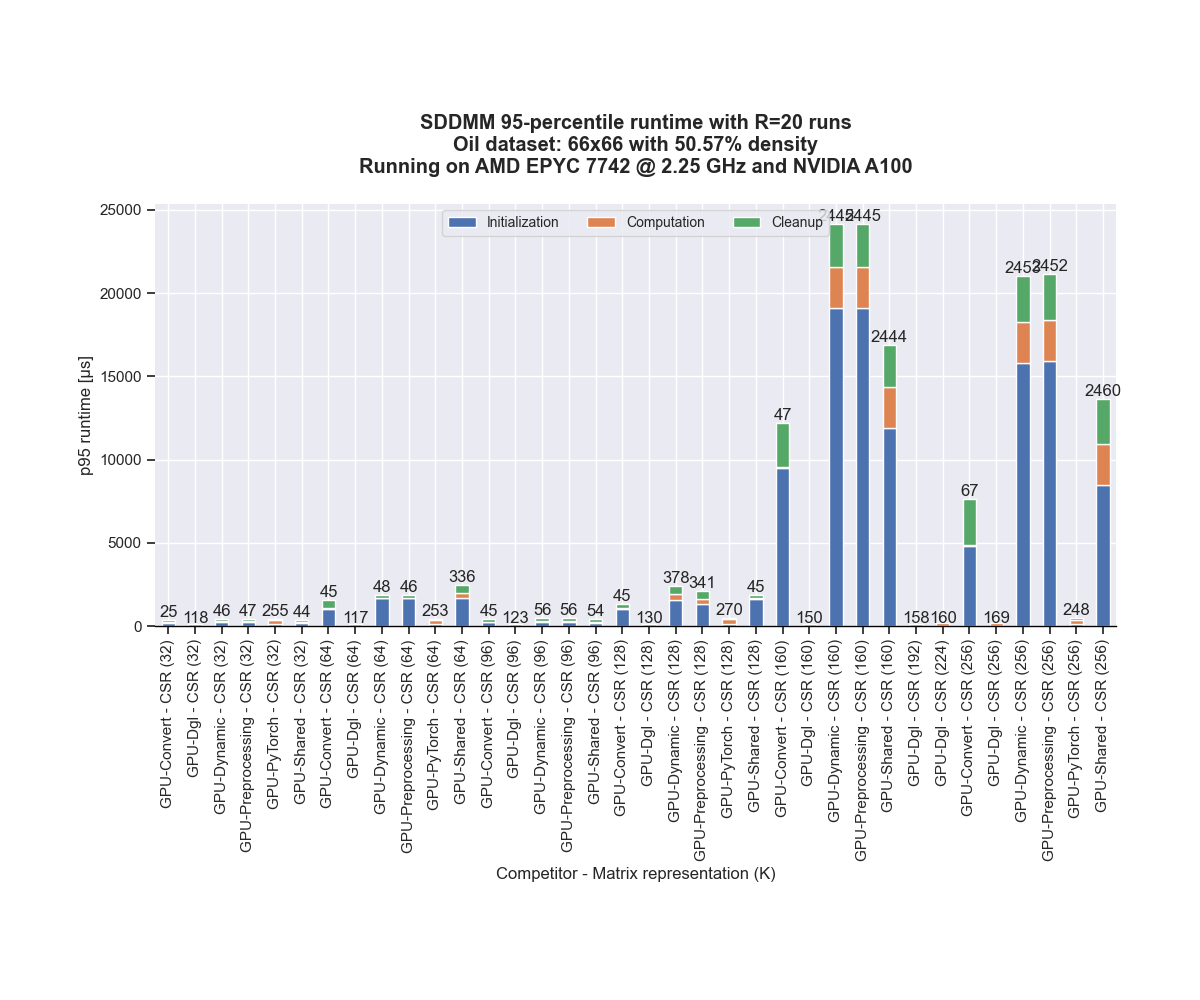 SDDMM 95-percentile runtime with R=20 runs
Oil dataset: 66x66 with 50.57% density
Running on AMD EPYC 7742 @ 2.25 GHz and NVIDIA A100
Initialization Computation Cleanup
p95 runtime [µs]
25000
20000
15000
10000
5000
0
25 118 46 47 255 44 45 117 48 46 253 336 45 123 56 56 54 45 130 378 341 270 45 47 150 2445 2445 2444 158 160 67 169 2452 248 2460
GPU-Convert - CSR (32)
GPU-Dgl - CSR (32)
GPU-Dynamic - CSR (32)
GPU-Preprocessing - CSR (32)
GPU-PyTorch - CSR (32)
GPU-Shared - CSR (32)
GPU-Convert - CSR (64)
GPU-Dgl - CSR (64)
GPU-Dynamic - CSR (64)
GPU-Preprocessing - CSR (64)
GPU-PyTorch - CSR (64)
GPU-Shared - CSR (64)
GPU-Convert - CSR (96)
GPU-Dgl - CSR (96)
GPU-Dynamic - CSR (96)
GPU-Preprocessing - CSR (96)
GPU-Shared - CSR (96)
GPU-Convert - CSR (128)
GPU-Dgl - CSR (128)
GPU-Dynamic - CSR (128)
GPU-Preprocessing - CSR (128)
GPU-PyTorch - CSR (128)
GPU-Shared - CSR (128)
GPU-Convert - CSR (160)
GPU-Dgl - CSR (160)
GPU-Dynamic - CSR (160)
GPU-Preprocessing - CSR (160)
GPU-Shared - CSR (160)
GPU-Dgl - CSR (192)
GPU-Dgl - CSR (224)
GPU-Convert - CSR (256)
GPU-Dgl - CSR (256)
GPU-Dynamic - CSR (256)
GPU-Preprocessing - CSR (256)
GPU-PyTorch - CSR (256)
GPU-Shared - CSR (256)
Competitor - Matrix representation (K)